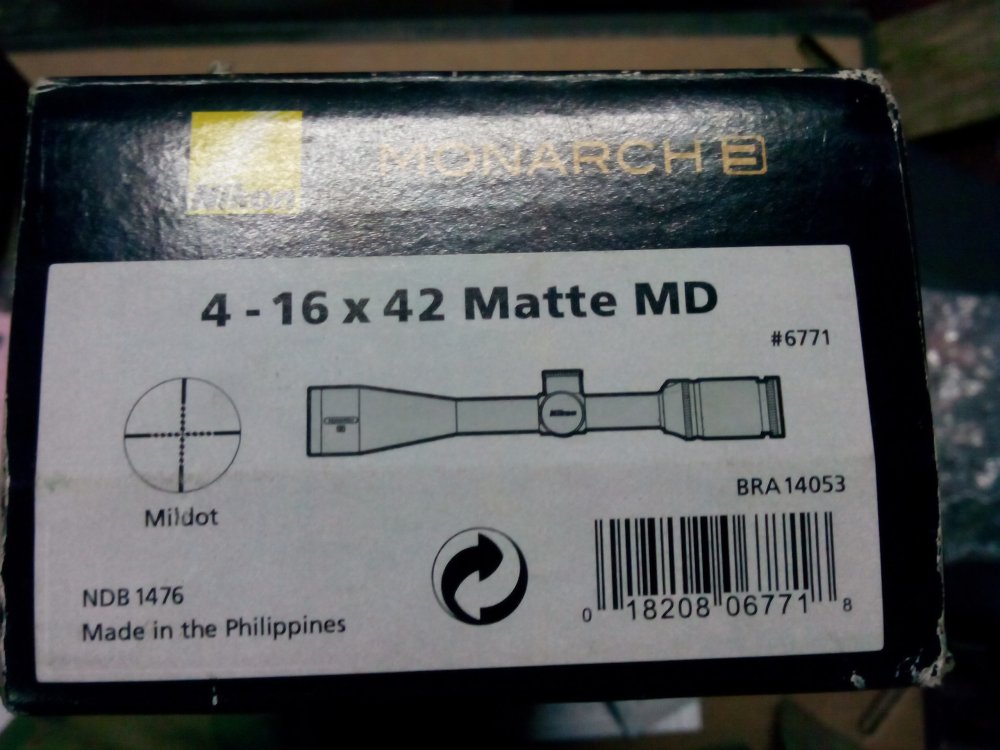 Nikon
MONARCH 3
4 - 16 x 42 Matte MD
#6771
Nikon
Mildot
BRA 14053
NDB 1476
Made in the Philippines
0 18208 06771 8